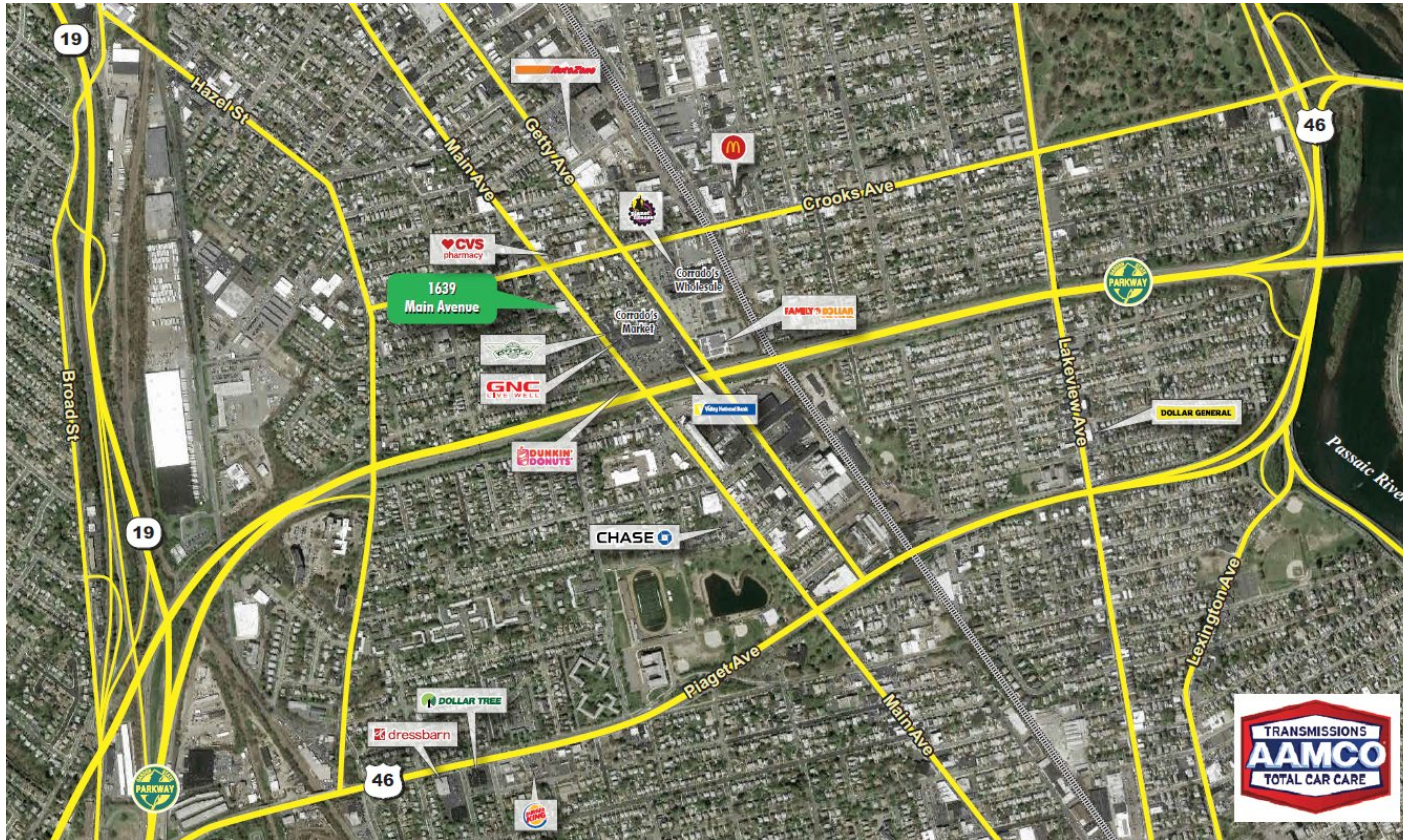 19
Hazel St
AutoZone
Main Ave
Getty Ave
46
planet fitness
Crooks Ave
CVS
pharmacy
1639
Main Avenue
Corrado's
Wholesale
PARKWAY
Corrado's
Market
FAMILY DOLLAR
GNC
LIVE WELL
Valley National Bank
Broad St
Lakeview Ave
DOLLAR GENERAL
DUNKIN'
DONUTS
Passaic River
19
CHASE
Lexington Ave
Piaget Ave
Main Ave
DOLLAR TREE
dressbarn
46
PARKWAY
BURGER
KING
TRANSMISSIONS
AAMCO
TOTAL CAR CARE